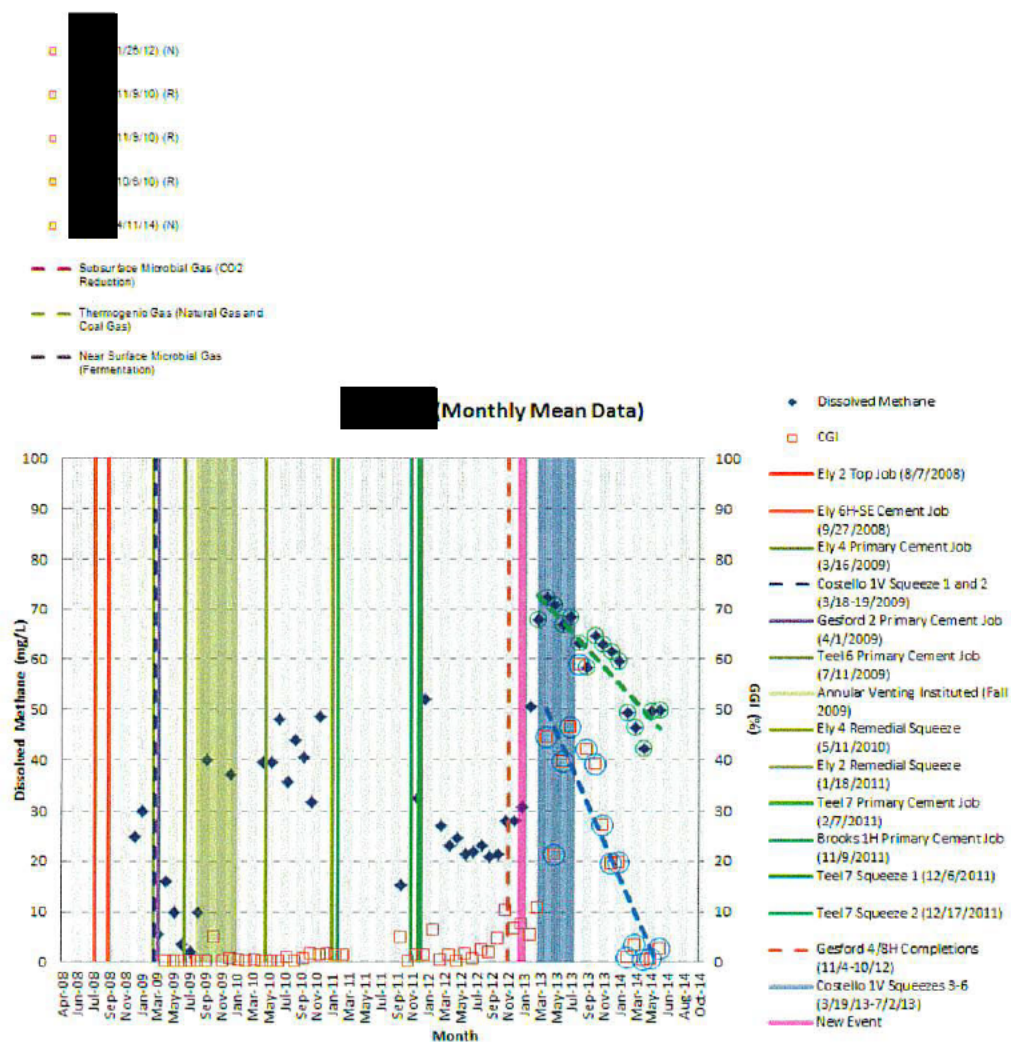 1/26/12) (N)
11/9/10) (R)
11/9/10) (R)
10/6/10) (R)
4/11/14) (N)
Subsurface Microbial Gas (CO2
Reduction)
Thermogenic Gas (Natural Gas and
Coal Gas)
Near Surface Microbial Gas
(Fermentation)
(Monthly Mean Data)
Dissolved Methane
CGI
Ely 2 Top Job (8/7/2008)
Ely 6H-SE Cement Job
(9/27/2008)
Ely 4 Primary Cement Job
(3/16/2009)
Costello 1V Squeeze 1 and 2
(3/18-19/2009)
Gesford 2 Primary Cement Job
(4/1/2009)
Teel 6 Primary Cement Job
(7/11/2009)
Annular Venting Instituted (Fall
2009)
Ely 4 Remedial Squeeze
(5/11/2010)
Ely 2 Remedial Squeeze
(1/18/2011)
Teel 7 Primary Cement Job
(2/7/2011)
Brooks 1H Primary Cement Job
(11/9/2011)
Teel 7 Squeeze 1 (12/6/2011)
Teel 7 Squeeze 2 (12/17/2011)
Gesford 4/8H Completions
(11/4-10/12)
Costello 1V Squeezes 3-6
(3/19/13-7/2/13)
New Event
Dissolved Methane (mg/L)
100
90
80
70
60
50
40
30
20
10
0
100
90
80
70
60
50
40
30
20
10
0
GGI (%)
Apr-08
Jul-08
Sep-08
Nov-08
Jan-09
Mar-09
May-09
Jul-09
Sep-09
Nov-09
Jan-10
Mar-10
May-10
Jul-10
Sep-10
Nov-10
Jan-11
Mar-11
May-11
Jul-11
Sep-11
Nov-11
Jan-12
Mar-12
May-12
Jul-12
Sep-12
Nov-12
Jan-13
Mar-13
May-13
Jul-13
Sep-13
Nov-13
Jan-14
Mar-14
May-14
Jun-14
Aug-14
Oct-14
Month